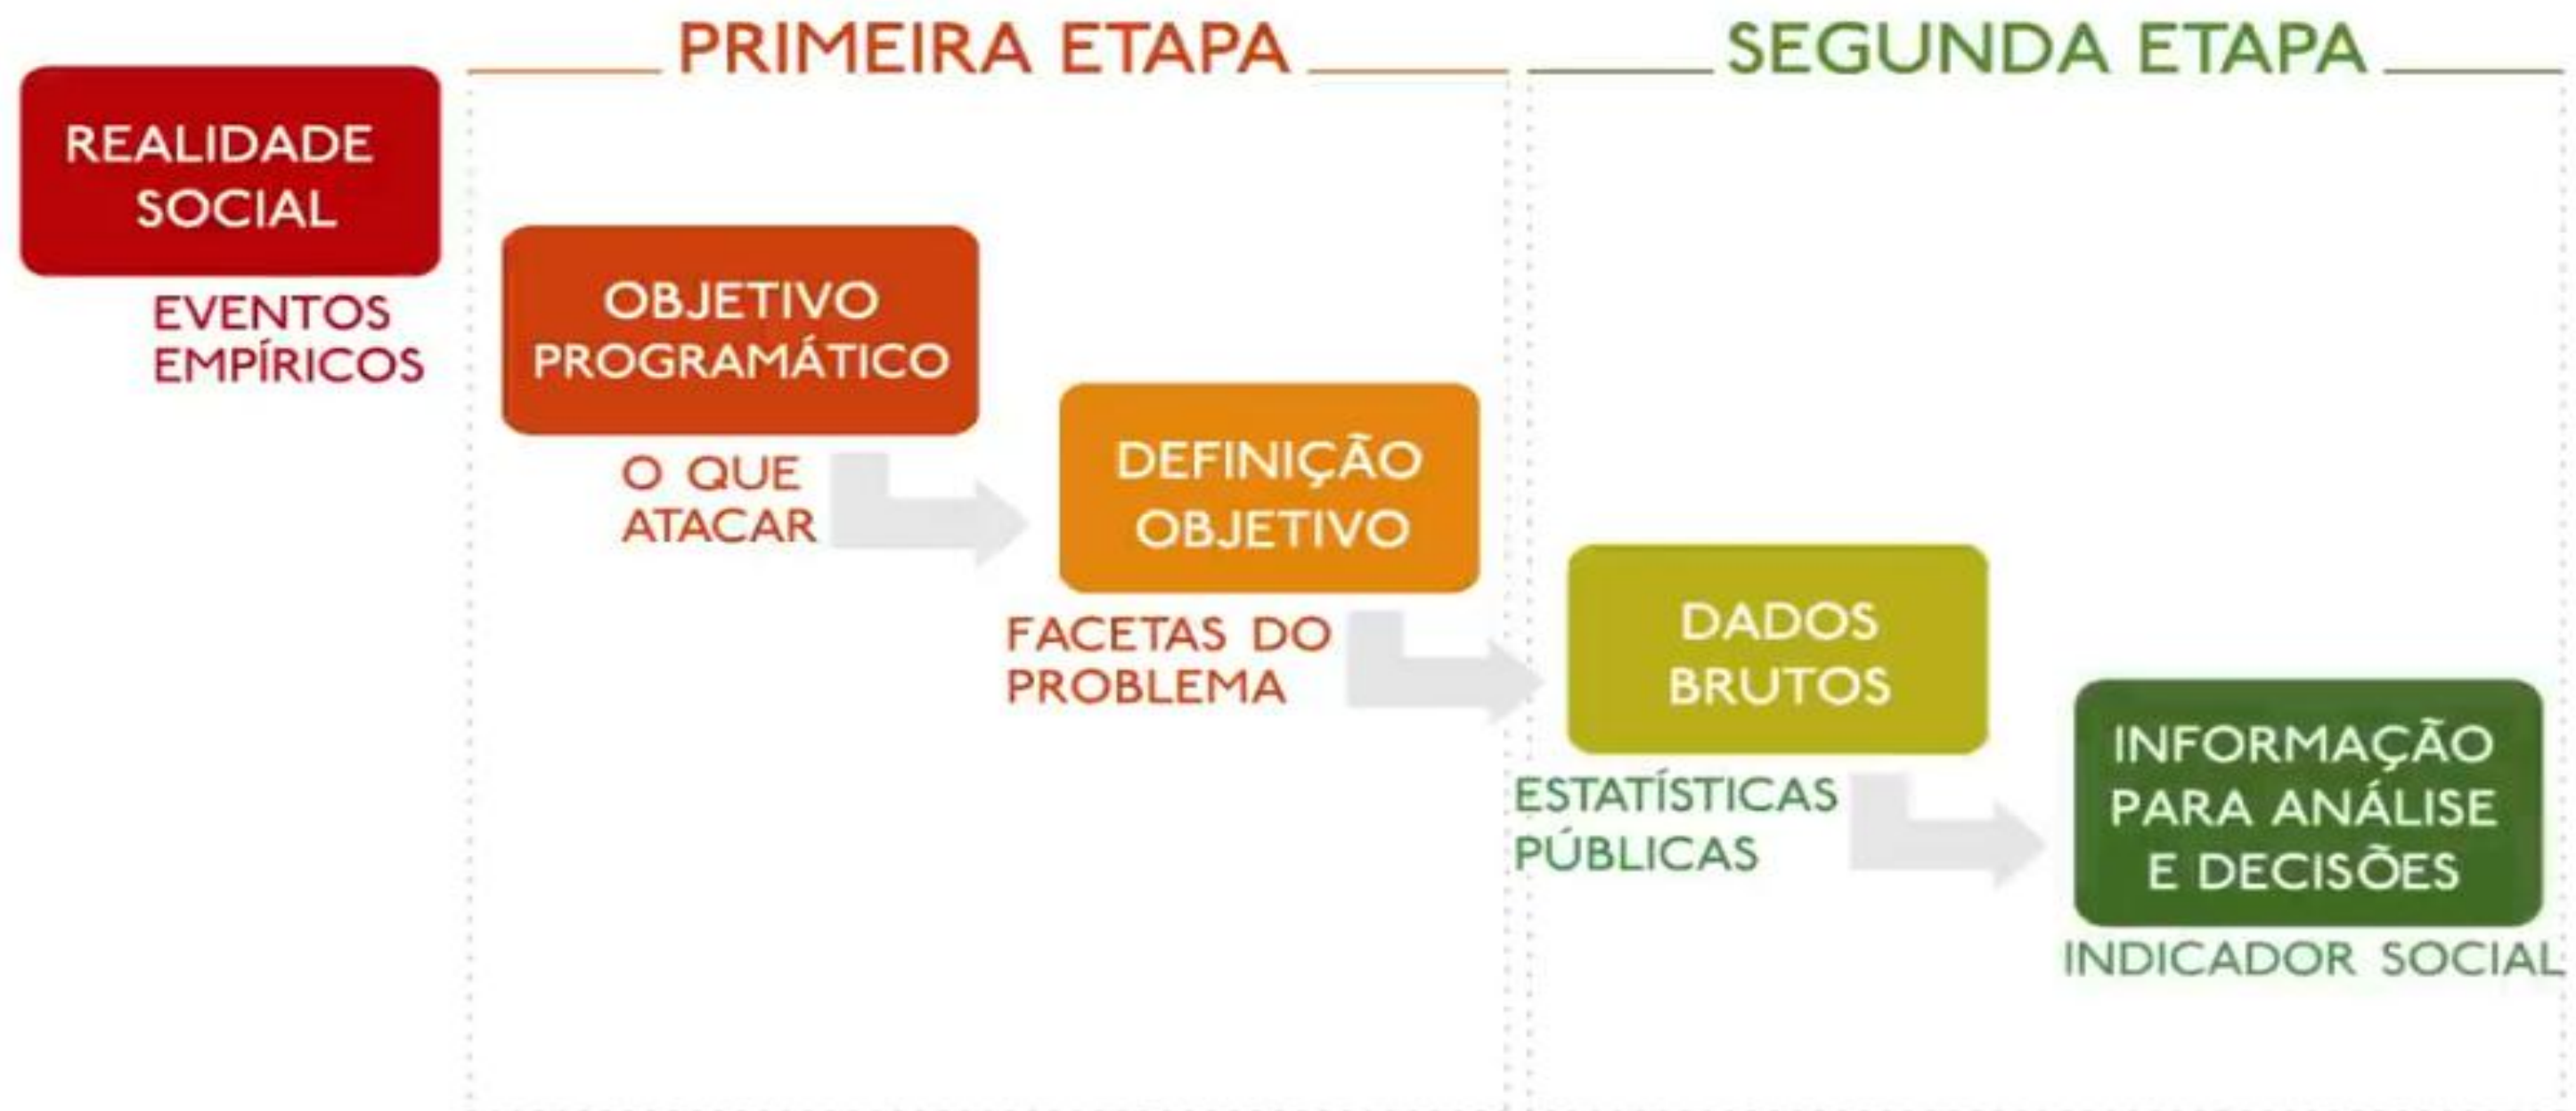 PRIMEIRA ETAPA
SEGUNDA ETAPA
REALIDADE
SOCIAL
EVENTOS
EMPÍRICOS
OBJETIVO
PROGRAMÁTICO
O QUE
ATACAR
DEFINIÇÃO
OBJETIVO
FACETAS DO
PROBLEMA
DADOS
BRUTOS
ESTATÍSTICAS
PÚBLICAS
INFORMAÇÃO
PARA ANÁLISE
E DECISÕES
INDICADOR SOCIAL